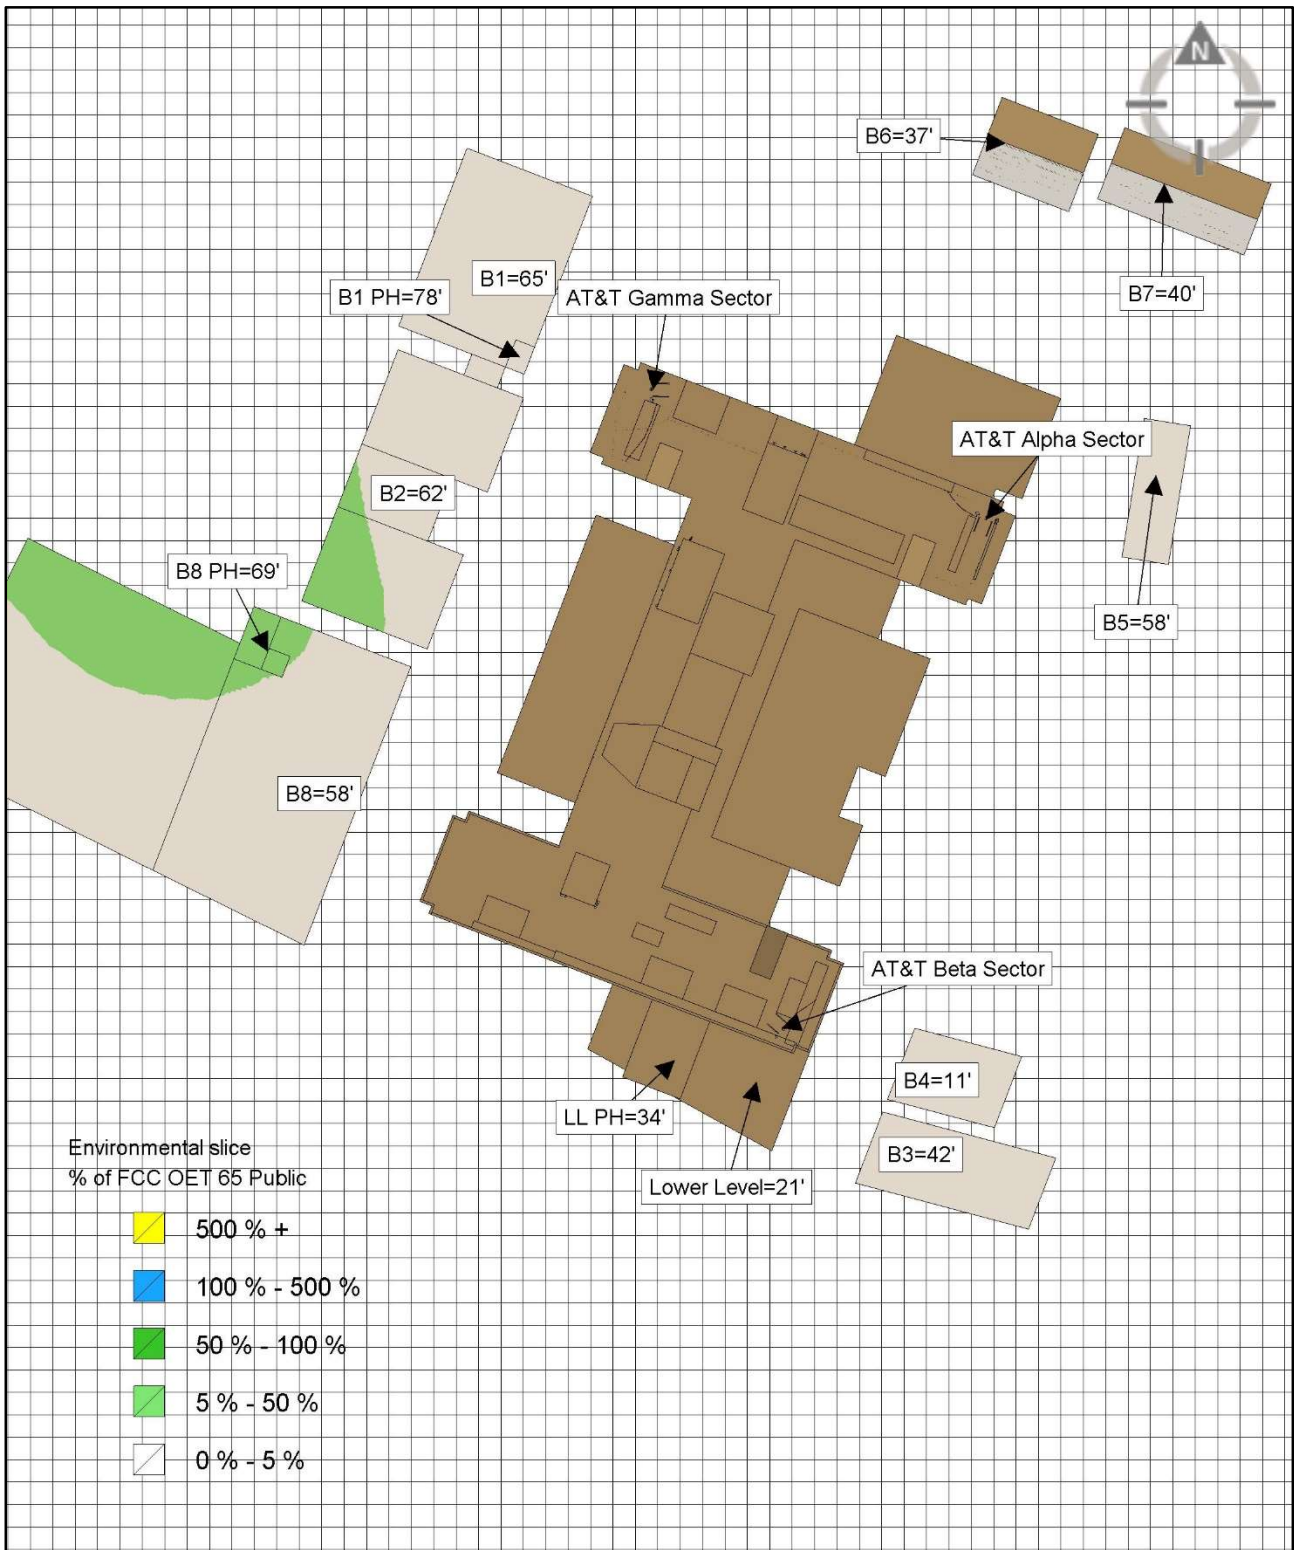 N
B6=37'
B1 PH=78'
B1=65'
AT&T Gamma Sector
B7=40'
AT&T Alpha Sector
B2=62'
B8 PH=69'
B5=58'
B8=58'
AT&T Beta Sector
B4=11'
LL PH=34'
B3=42'
Lower Level=21'
Environmental slice
% of FCC OET 65 Public
500 % +
100 % - 500 %
50 % - 100 %
5 % - 50 %
0 % - 5 %